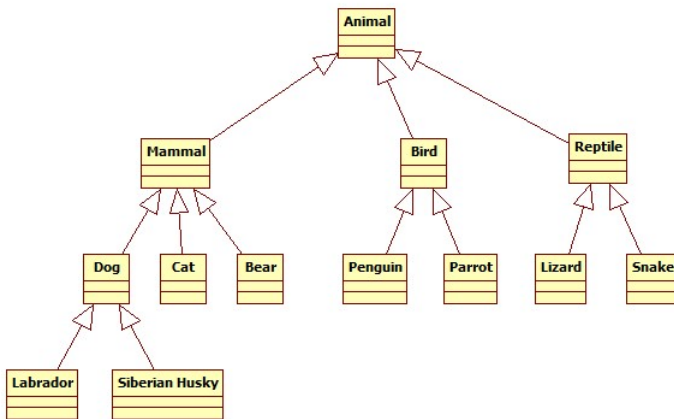 Animal
Mammal
Bird
Reptile
Dog
Cat
Bear
Penguin
Parrot
Lizard
Snake
Labrador
Siberian Husky